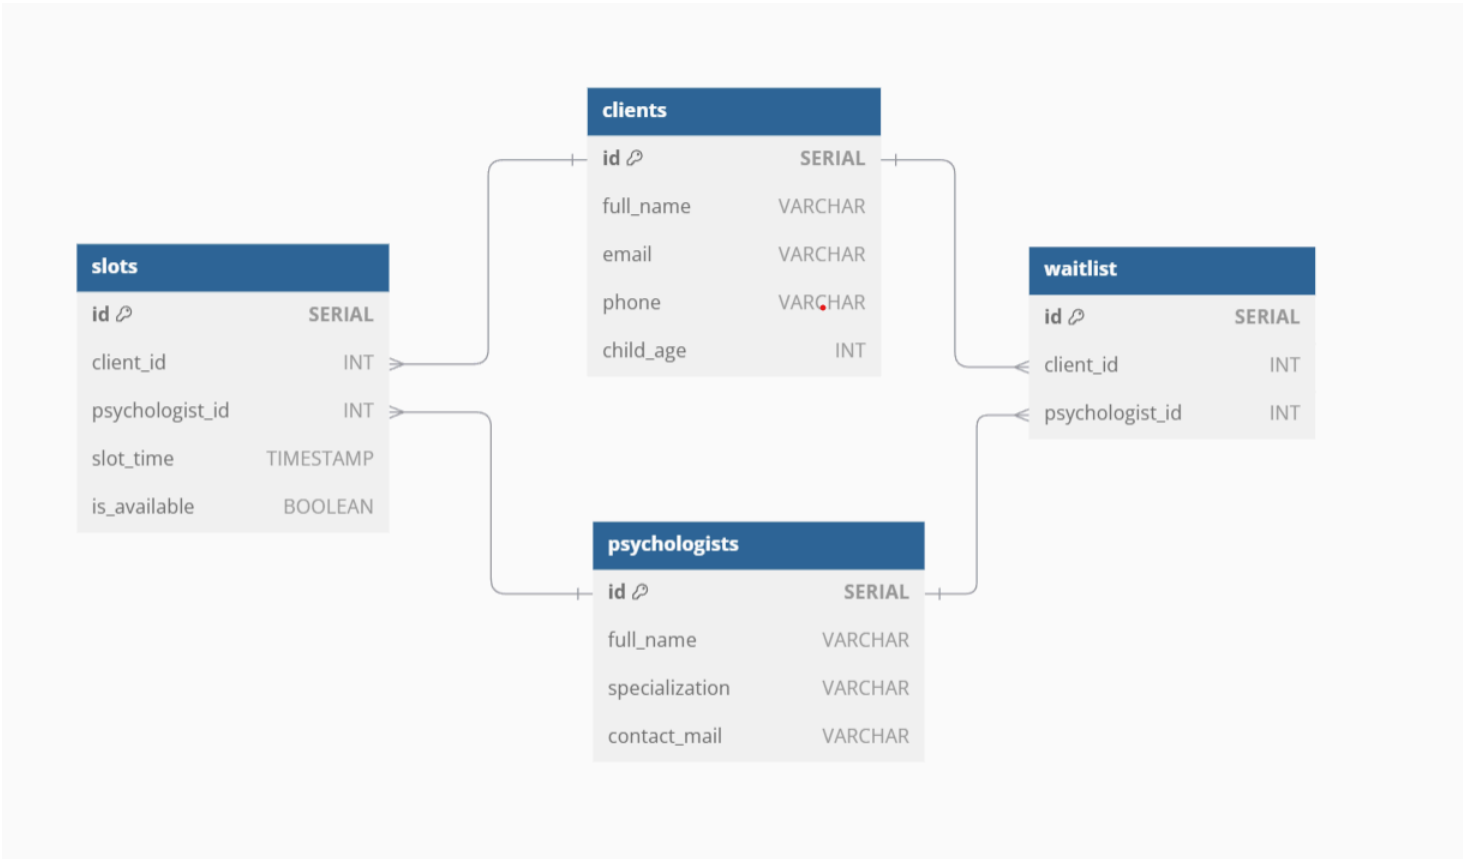 clients
id SERIAL
full_name VARCHAR
email VARCHAR
phone VARCHAR
child_age INT
slots
id SERIAL
client_id INT
psychologist_id INT
slot_time TIMESTAMP
is_available BOOLEAN
waitlist
id SERIAL
client_id INT
psychologist_id INT
psychologists
id SERIAL
full_name VARCHAR
specialization VARCHAR
contact_mail VARCHAR